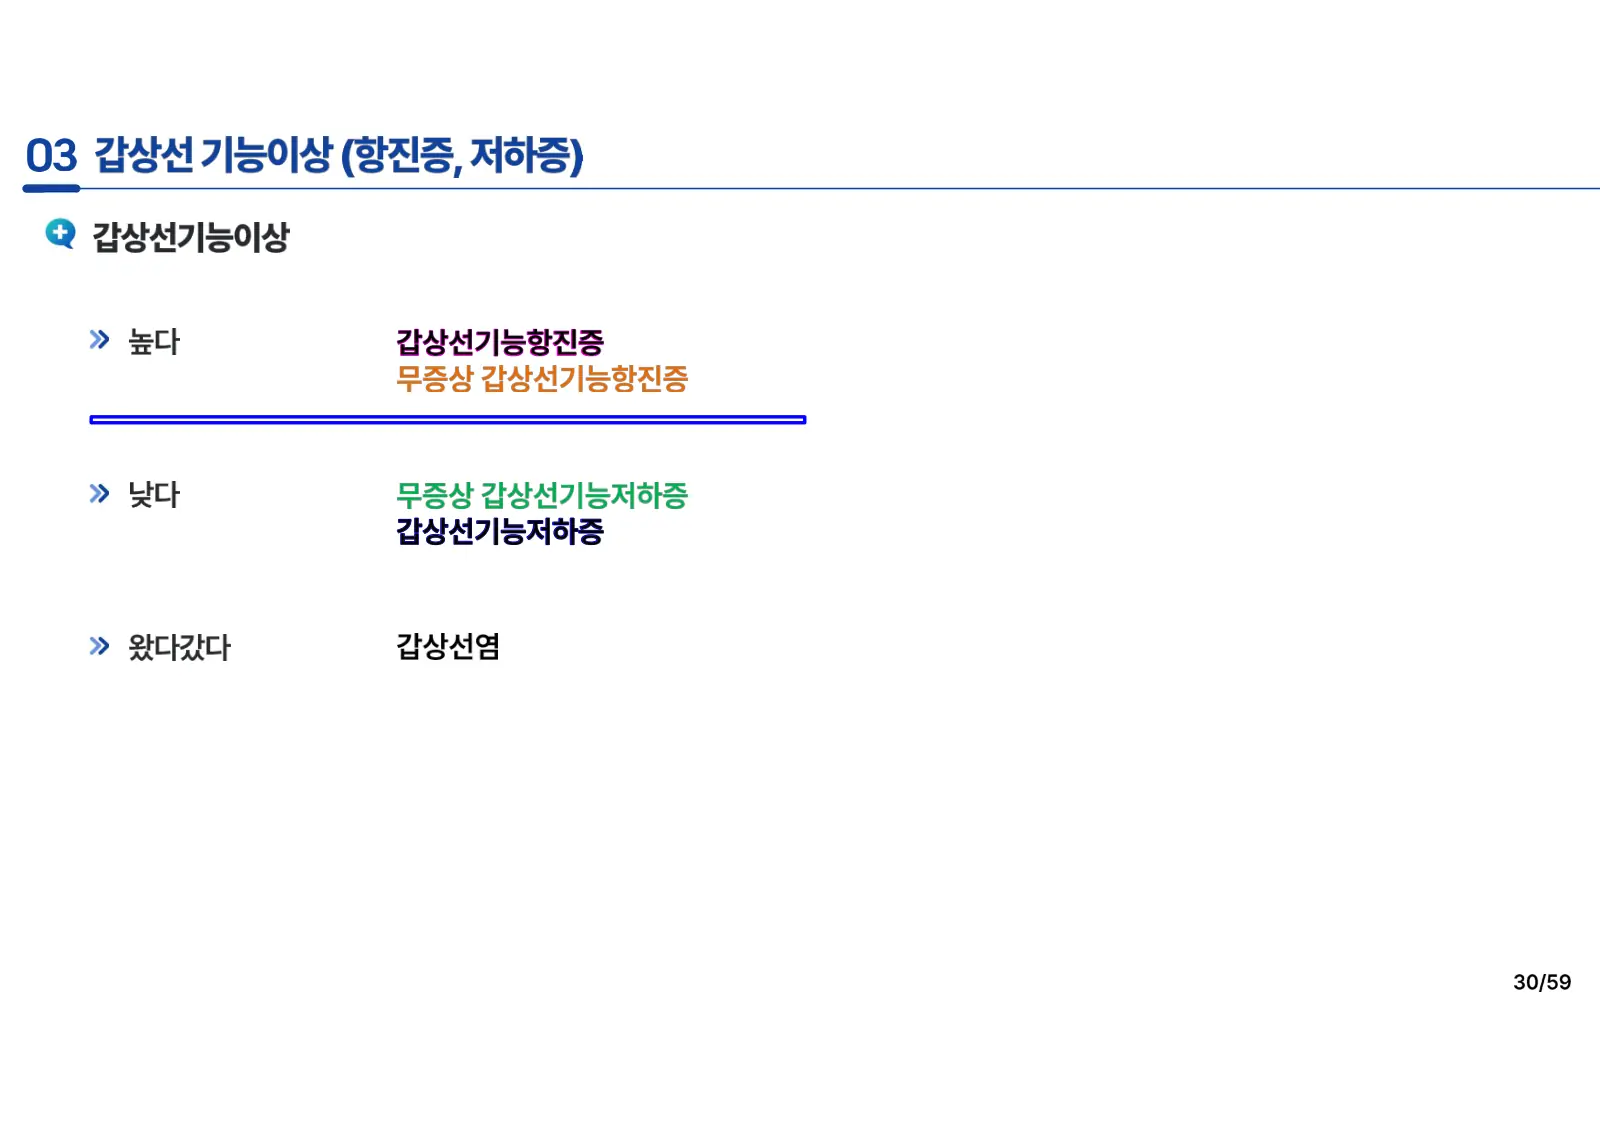 03 갑상선 기능이상 (항진증, 저하증)
갑상선기능이상
높다 갑상선기능항진증
무증상 갑상선기능항진증
낮다 무증상 갑상선기능저하증
갑상선기능저하증
왔다갔다 갑상선염
30/59